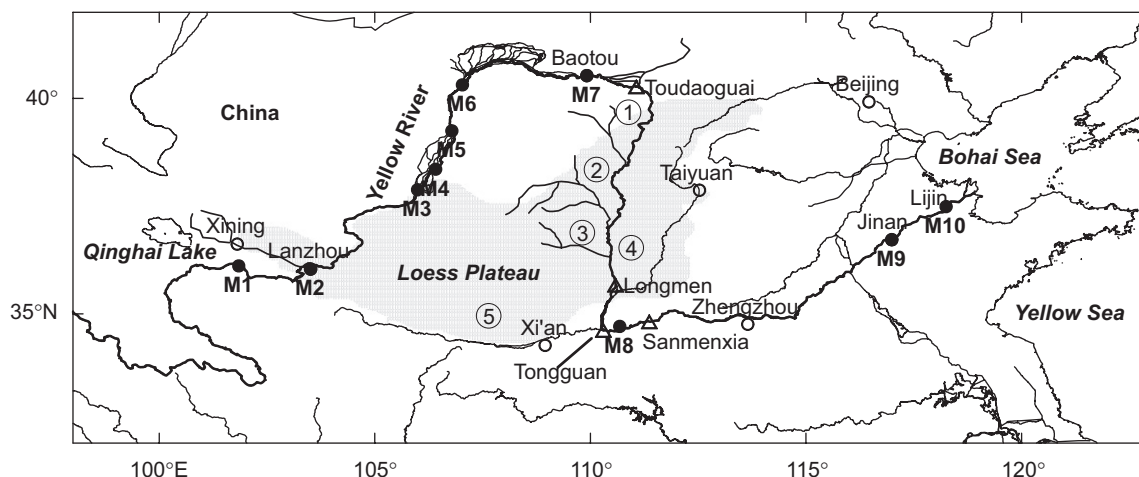 Baotou
40°
M7
Toudaoguai
Beijing
M6
China
①
Yellow River
M5
Bohai Sea
②
Taiyuan
M4
M3
Lijin
M10
Xining
③
④
Jinan
Qinghai Lake
Lanzhou
Loess Plateau
M9
M1
M2
Longmen
Zhengzhou
35°N
⑤
Xi'an
M8
Sanmenxia
Yellow Sea
Tongguan
100°E
105°
110°
115°
120°